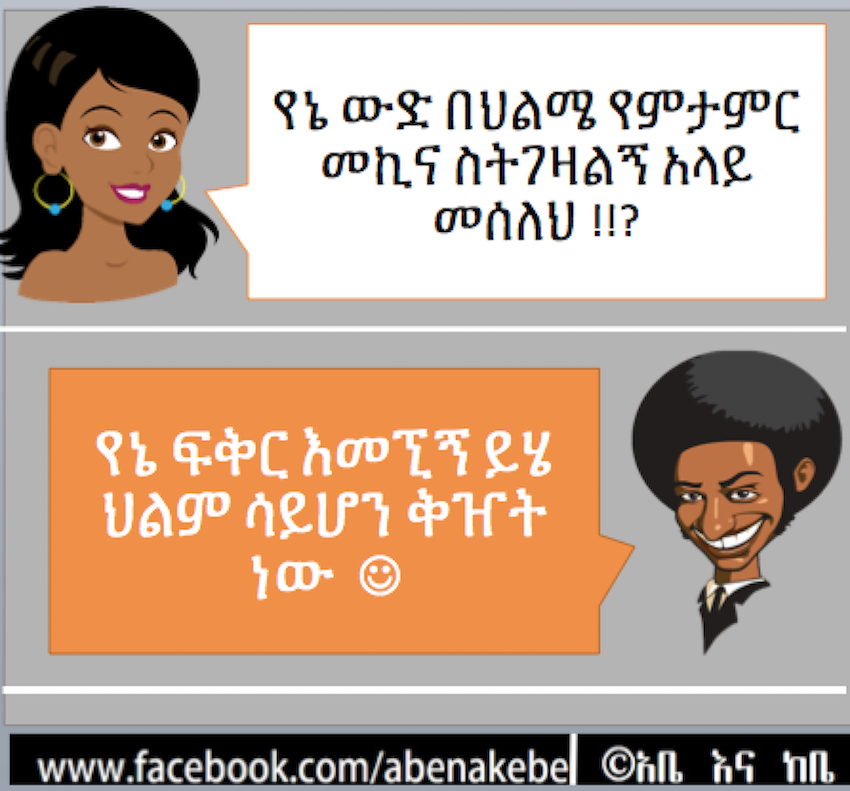 የኔ ውድ በህልሜ የምታምር
መኪና ስትገዛልኝ አላይ
መሰለህ !!?
የኔ ፍቅር እመኚኝ ይሄ
ህልም ሳይሆን ቅዠት
ነው ☺
www.facebook.com/abenakebe ©አቤ እና ከቤ